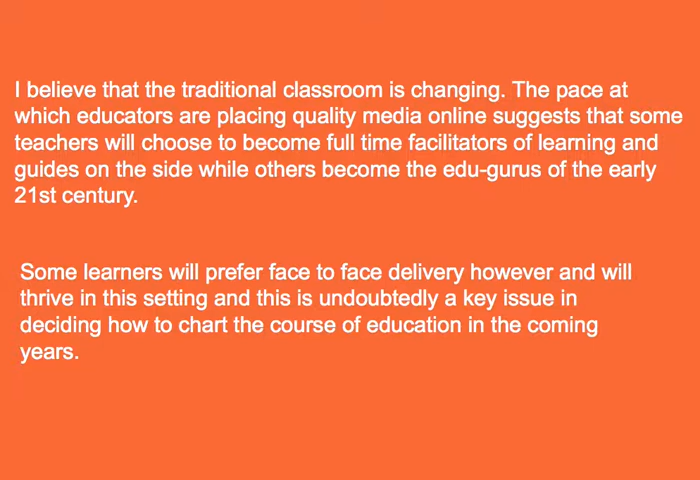 I believe that the traditional classroom is changing. The pace at
which educators are placing quality media online suggests that some
teachers will choose to become full time facilitators of learning and
guides on the side while others become the edu-gurus of the early
21st century.
Some learners will prefer face to face delivery however and will
thrive in this setting and this is undoubtedly a key issue in
deciding how to chart the course of education in the coming
years.